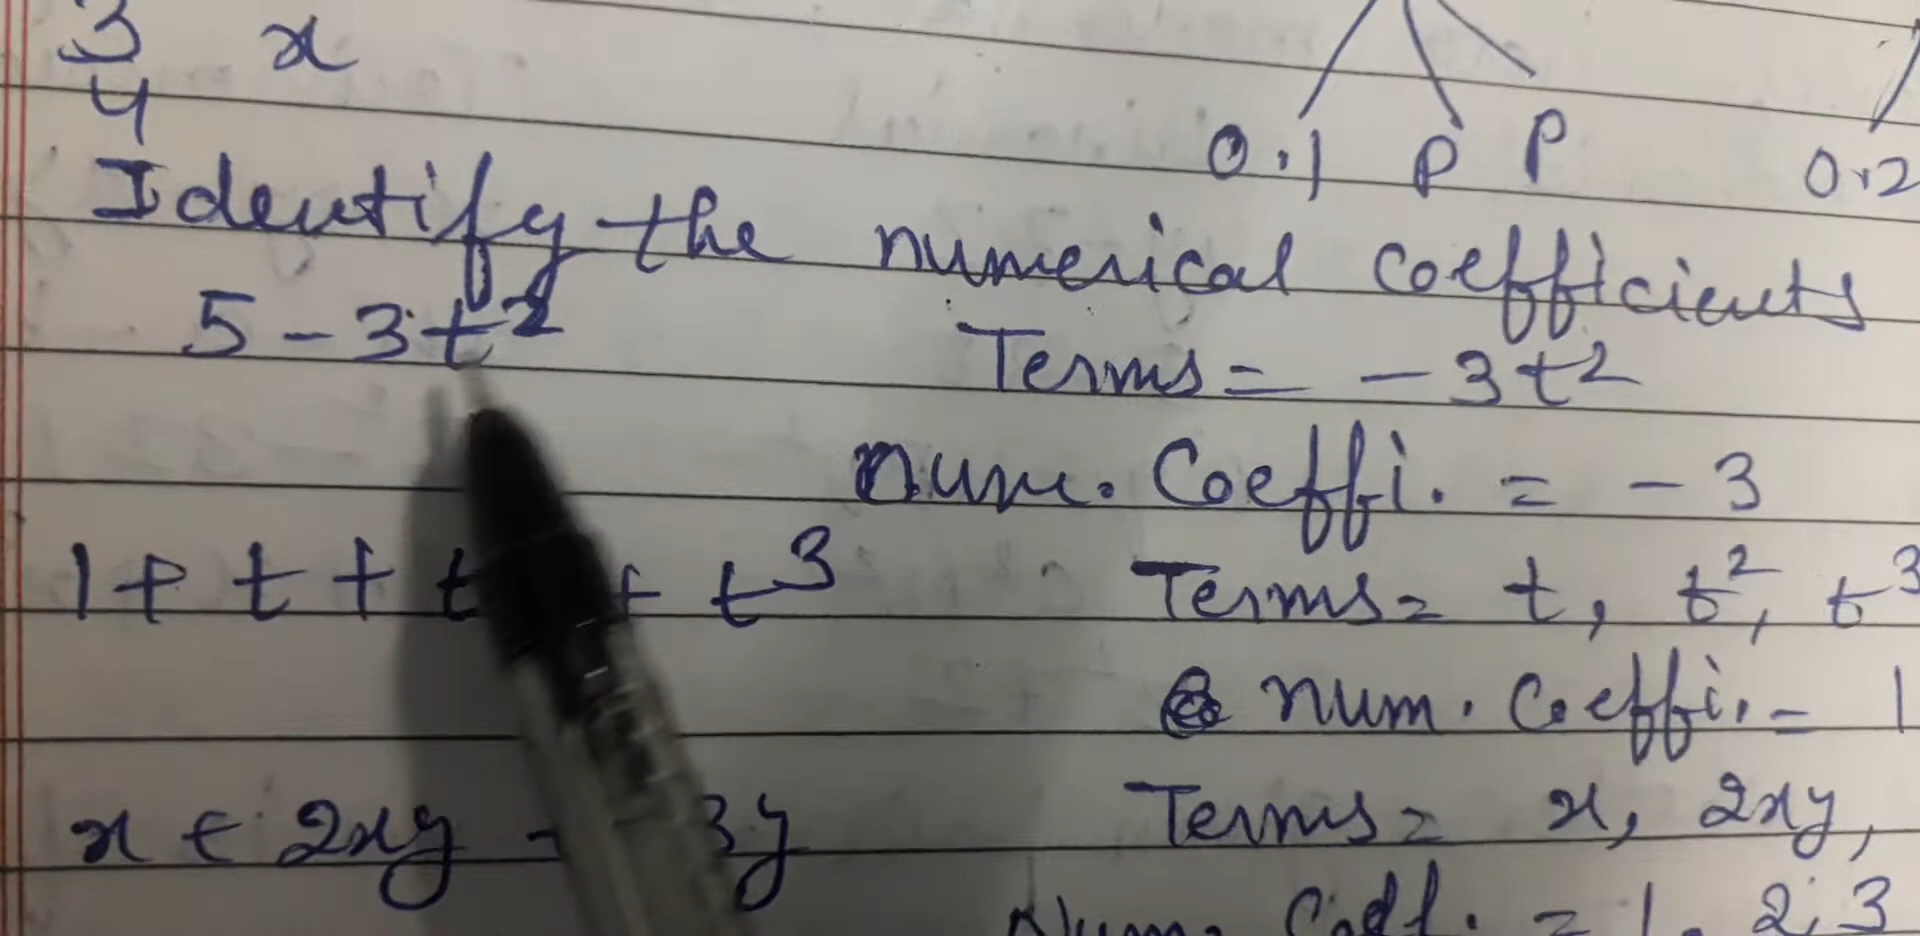 3 x
4
0.1 P P 0.2
Identify the numerical coefficients
5 - 3t² Terms = - 3t²
Num. Coeffi. = - 3
1 + t + t + t³ Terms = t, t², t³
Num. Coeffi. - 1
x + 2xy 3y Terms = x, 2xy,
Num. Coeff. = 1, 2, 3